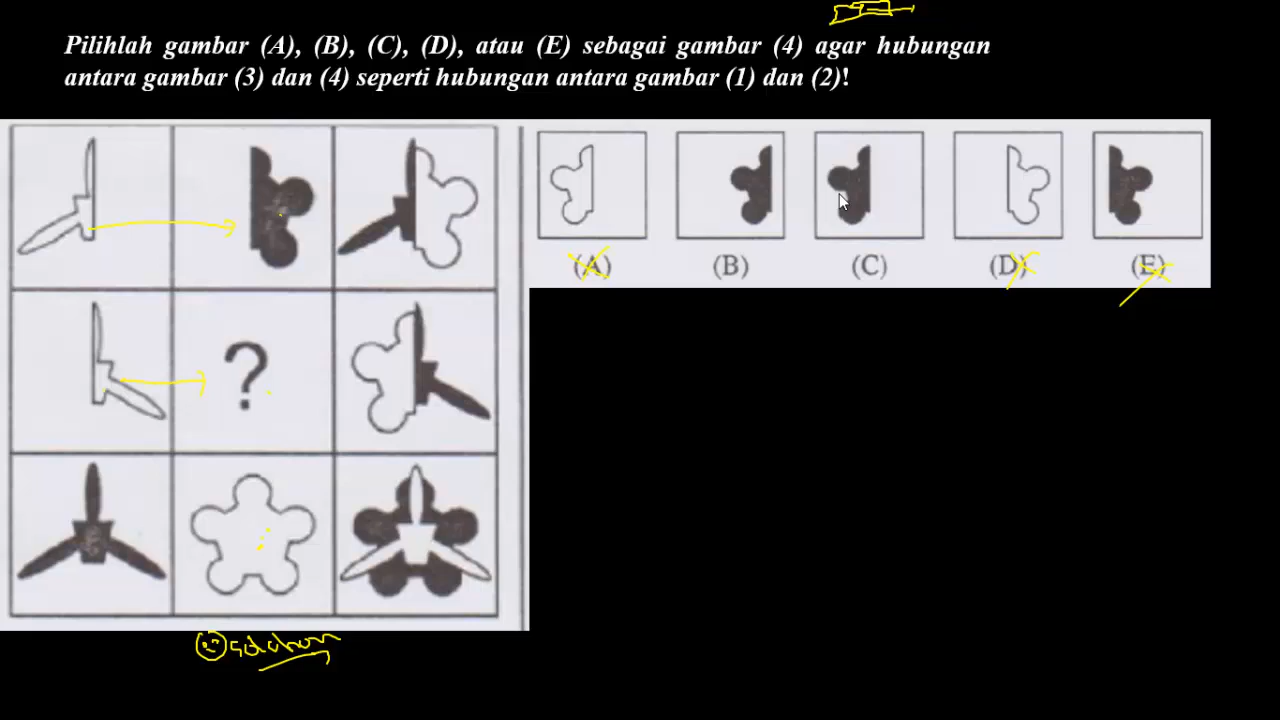 Pilihlah gambar (A), (B), (C), (D), atau (E) sebagai gambar (4) agar hubungan
antara gambar (3) dan (4) seperti hubungan antara gambar (1) dan (2)!
?
(A) (B) (C) (D) (E)